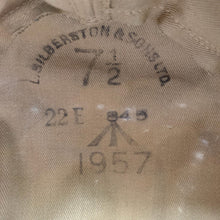 L. SILBERSTON & SONS LTD.
7 1/2
22 E 
1957